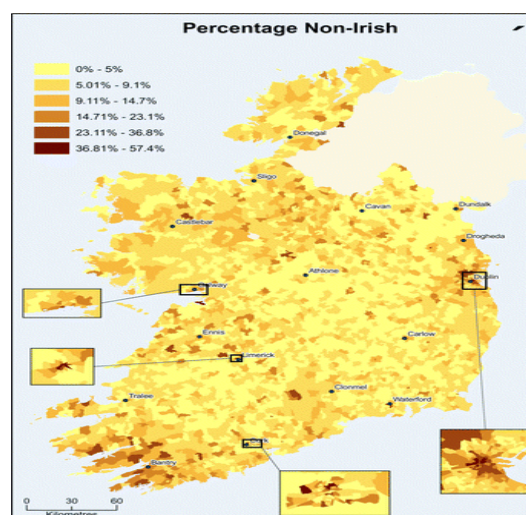 Percentage Non-Irish
0% - 5%
5.01% - 9.1%
9.11% - 14.7%
14.71% - 23.1%
23.11% - 36.8%
36.81% - 57.4%
Donegal
Sligo
Cavan
Dundalk
Castlebar
Drogheda
Athlone
Dublin
Galway
Ennis
Carlow
Limerick
Clonmel
Tralee
Waterford
Cork
Bantry
0 30 60
Kilometres